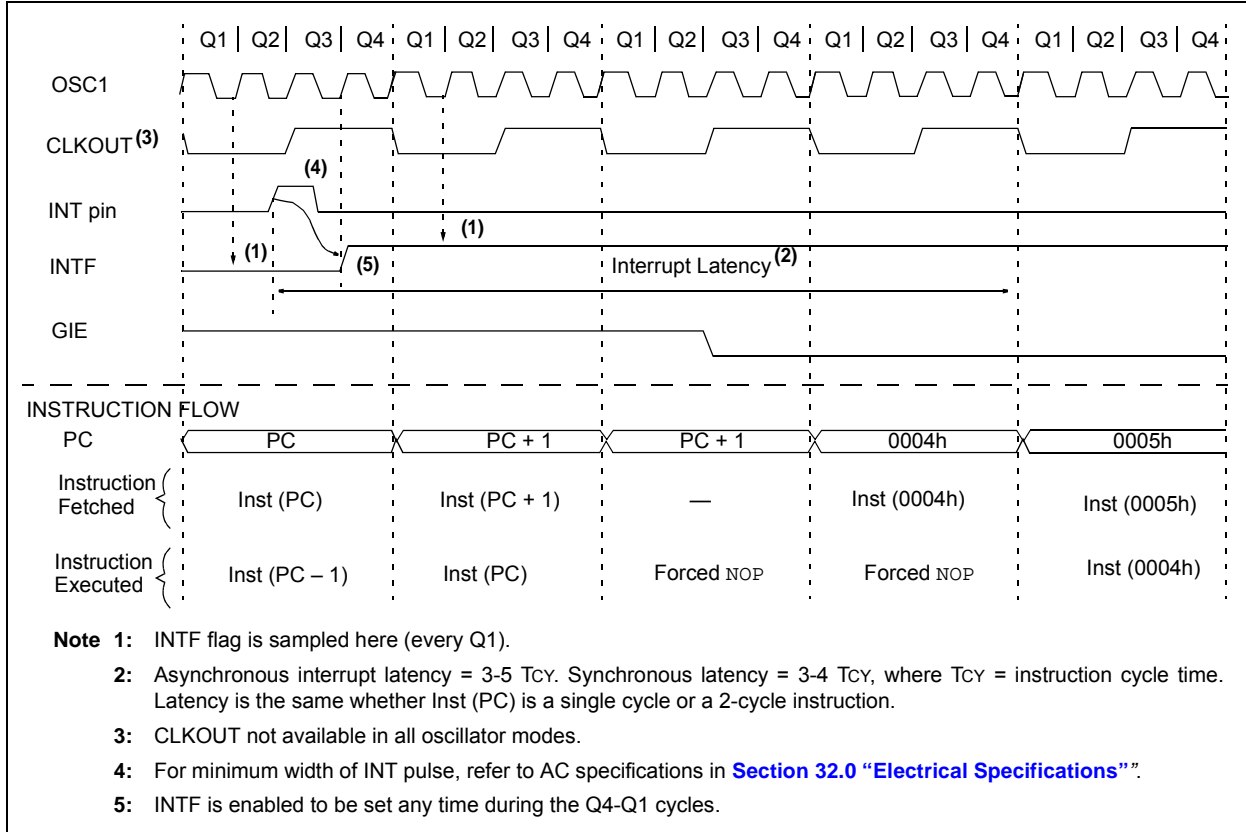 Q1 Q2 Q3 Q4 Q1 Q2 Q3 Q4 Q1 Q2 Q3 Q4 Q1 Q2 Q3 Q4 Q1 Q2 Q3 Q4
OSC1
CLKOUT (3)
(4)
INT pin
(1) (1)
INTF (5) Interrupt Latency (2)
GIE
INSTRUCTION FLOW
PC PC PC + 1 PC + 1 0004h 0005h
Instruction Fetched Inst (PC) Inst (PC + 1) — Inst (0004h) Inst (0005h)
Instruction Executed Inst (PC – 1) Inst (PC) Forced NOP Forced NOP Inst (0004h)
Note 1: INTF flag is sampled here (every Q1).
2: Asynchronous interrupt latency = 3-5 TCY. Synchronous latency = 3-4 TCY, where TCY = instruction cycle time.
Latency is the same whether Inst (PC) is a single cycle or a 2-cycle instruction.
3: CLKOUT not available in all oscillator modes.
4: For minimum width of INT pulse, refer to AC specifications in Section 32.0 “Electrical Specifications””.
5: INTF is enabled to be set any time during the Q4-Q1 cycles.